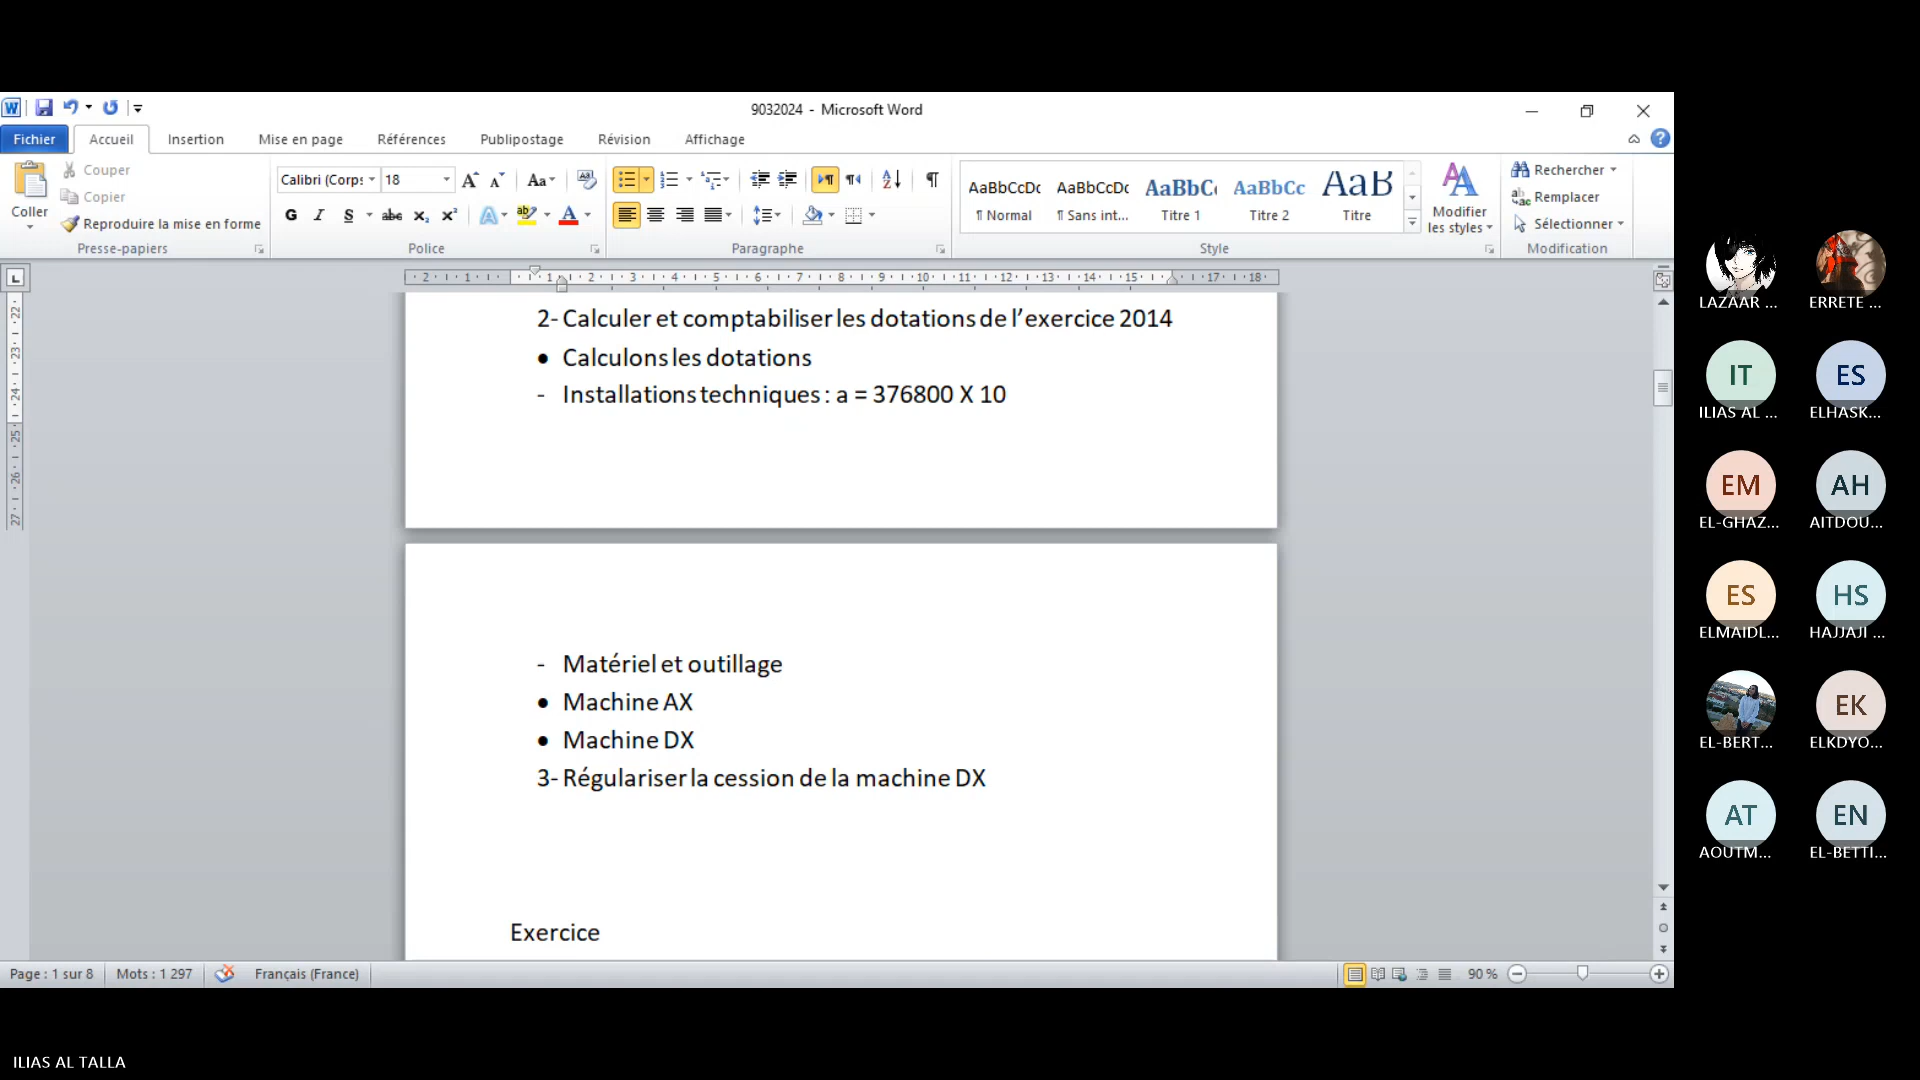 9032024 - Microsoft Word
Fichier Accueil Insertion Mise en page Références Publipostage Révision Affichage
Coller
Couper
Copier
Reproduire la mise en forme
Presse-papiers
Calibri (Corps 18
Aa
G I S abc x₂ x² A ab A
Police
Paragraphe
AaBbCcDc AaBbCcDc AaBbC AaBbCc AaB
¶ Normal ¶ Sans int... Titre 1 Titre 2 Titre
Style
Modifier
les styles
Rechercher
Remplacer
Sélectionner
Modification
2- Calculer et comptabiliser les dotations de l’exercice 2014
• Calculons les dotations
- Installations techniques : a = 376800 X 10
- Matériel et outillage
• Machine AX
• Machine DX
3- Régulariser la cession de la machine DX
Exercice
Page : 1 sur 8 Mots : 1 297 Français (France) 90 %
LAZAAR ... ERRETE ...
IT ES
ILIAS AL ... ELHASK...
EM AH
EL-GHAZ... AITDOU...
ES HS
ELMAIDL... HAJJAJI ...
EK
EL-BERT... ELKDYO...
AT EN
AOUTM... EL-BETTI...
ILIAS AL TALLA